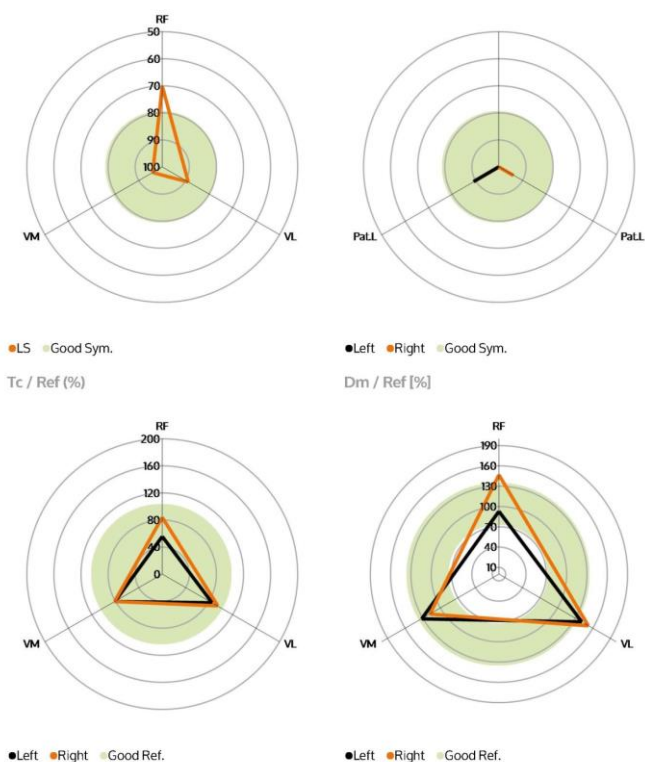 RF
50
60
70
80
90
100
VM
VL
Pat.L
Pat.L
LS Good Sym.
Left Right Good Sym.
Tc / Ref (%)
Dm / Ref [%]
RF
200
160
120
80
40
0
VM
VL
RF
190
160
130
100
70
40
10
VM
VL
Left Right Good Ref.
Left Right Good Ref.